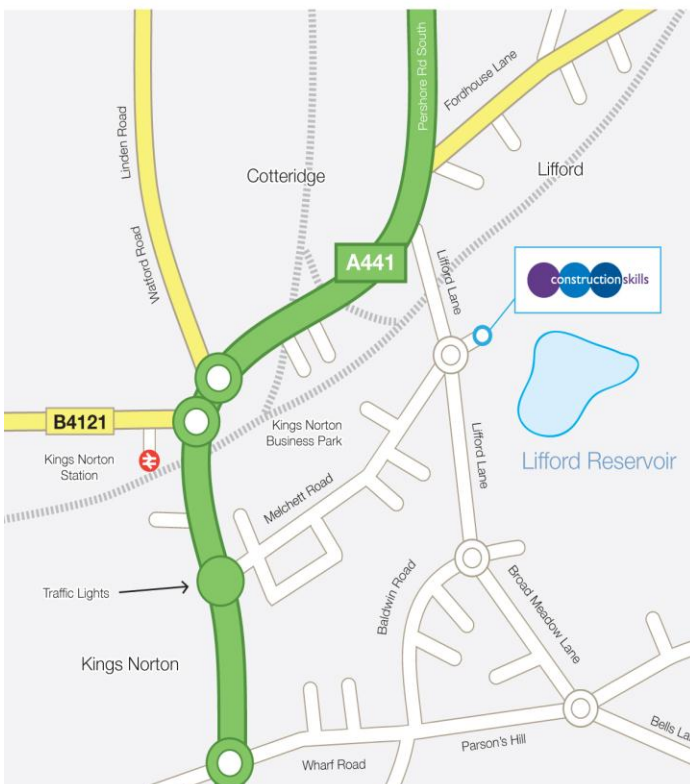 Pershore Rd South
Fordhouse Lane
Linden Road
Cotteridge
Lifford
Watford Road
A441
Lifford Lane
constructionskills
B4121
Kings Norton
Business Park
Kings Norton
Station
Lifford Lane
Lifford Reservoir
Melchett Road
Traffic Lights
Baldwin Road
Broad Meadow Lane
Kings Norton
Parson's Hill
Bells La
Wharf Road